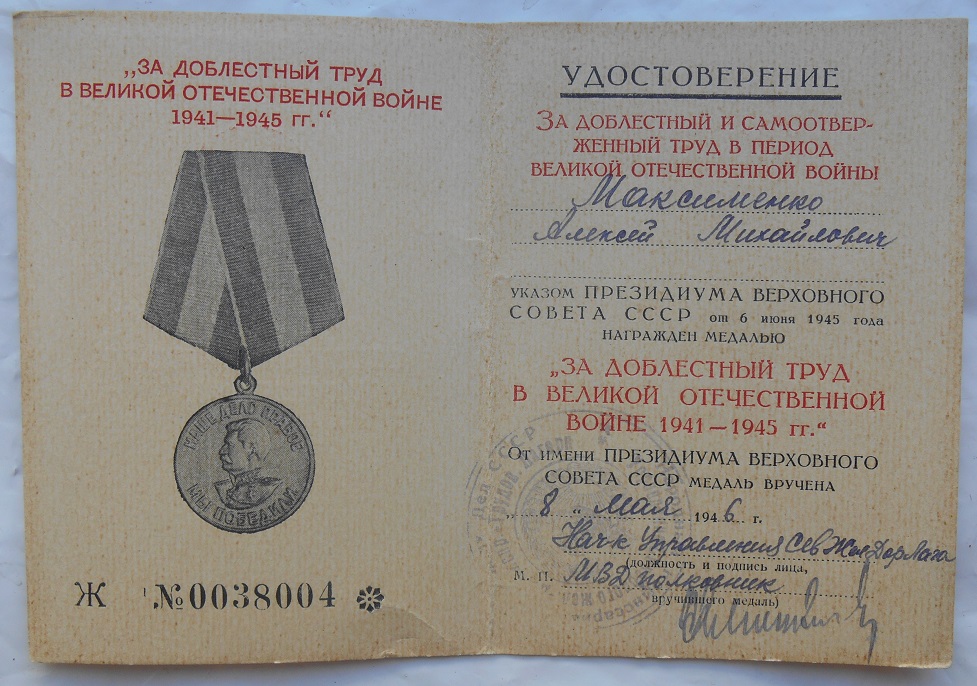 „ЗА ДОБЛЕСТНЫЙ ТРУД
В ВЕЛИКОЙ ОТЕЧЕСТВЕННОЙ ВОЙНЕ
1941—1945 гг.“
НАШЕ ДЕЛО ПРАВОЕ
МЫ ПОБЕДИЛИ
Ж №0038004
УДОСТОВЕРЕНИЕ
ЗА ДОБЛЕСТНЫЙ И САМООТВЕР-
ЖЕННЫЙ ТРУД В ПЕРИОД
ВЕЛИКОЙ ОТЕЧЕСТВЕННОЙ ВОЙНЫ
Максименко
Алексей Михайлович
УКАЗОМ ПРЕЗИДИУМА ВЕРХОВНОГО
СОВЕТА СССР от 6 июня 1945 года
НАГРАЖДЕН МЕДАЛЬЮ
„ЗА ДОБЛЕСТНЫЙ ТРУД
В ВЕЛИКОЙ ОТЕЧЕСТВЕННОЙ
ВОЙНЕ 1941—1945 гг.“
ОТ ИМЕНИ ПРЕЗИДИУМА ВЕРХОВНОГО
СОВЕТА СССР МЕДАЛЬ ВРУЧЕНА
„8„ Мая 1946 г.
Нач-к Управления СевЖелДорЛага
(должность и подпись лица,
М. П. МВД полковник
вручившего медаль)